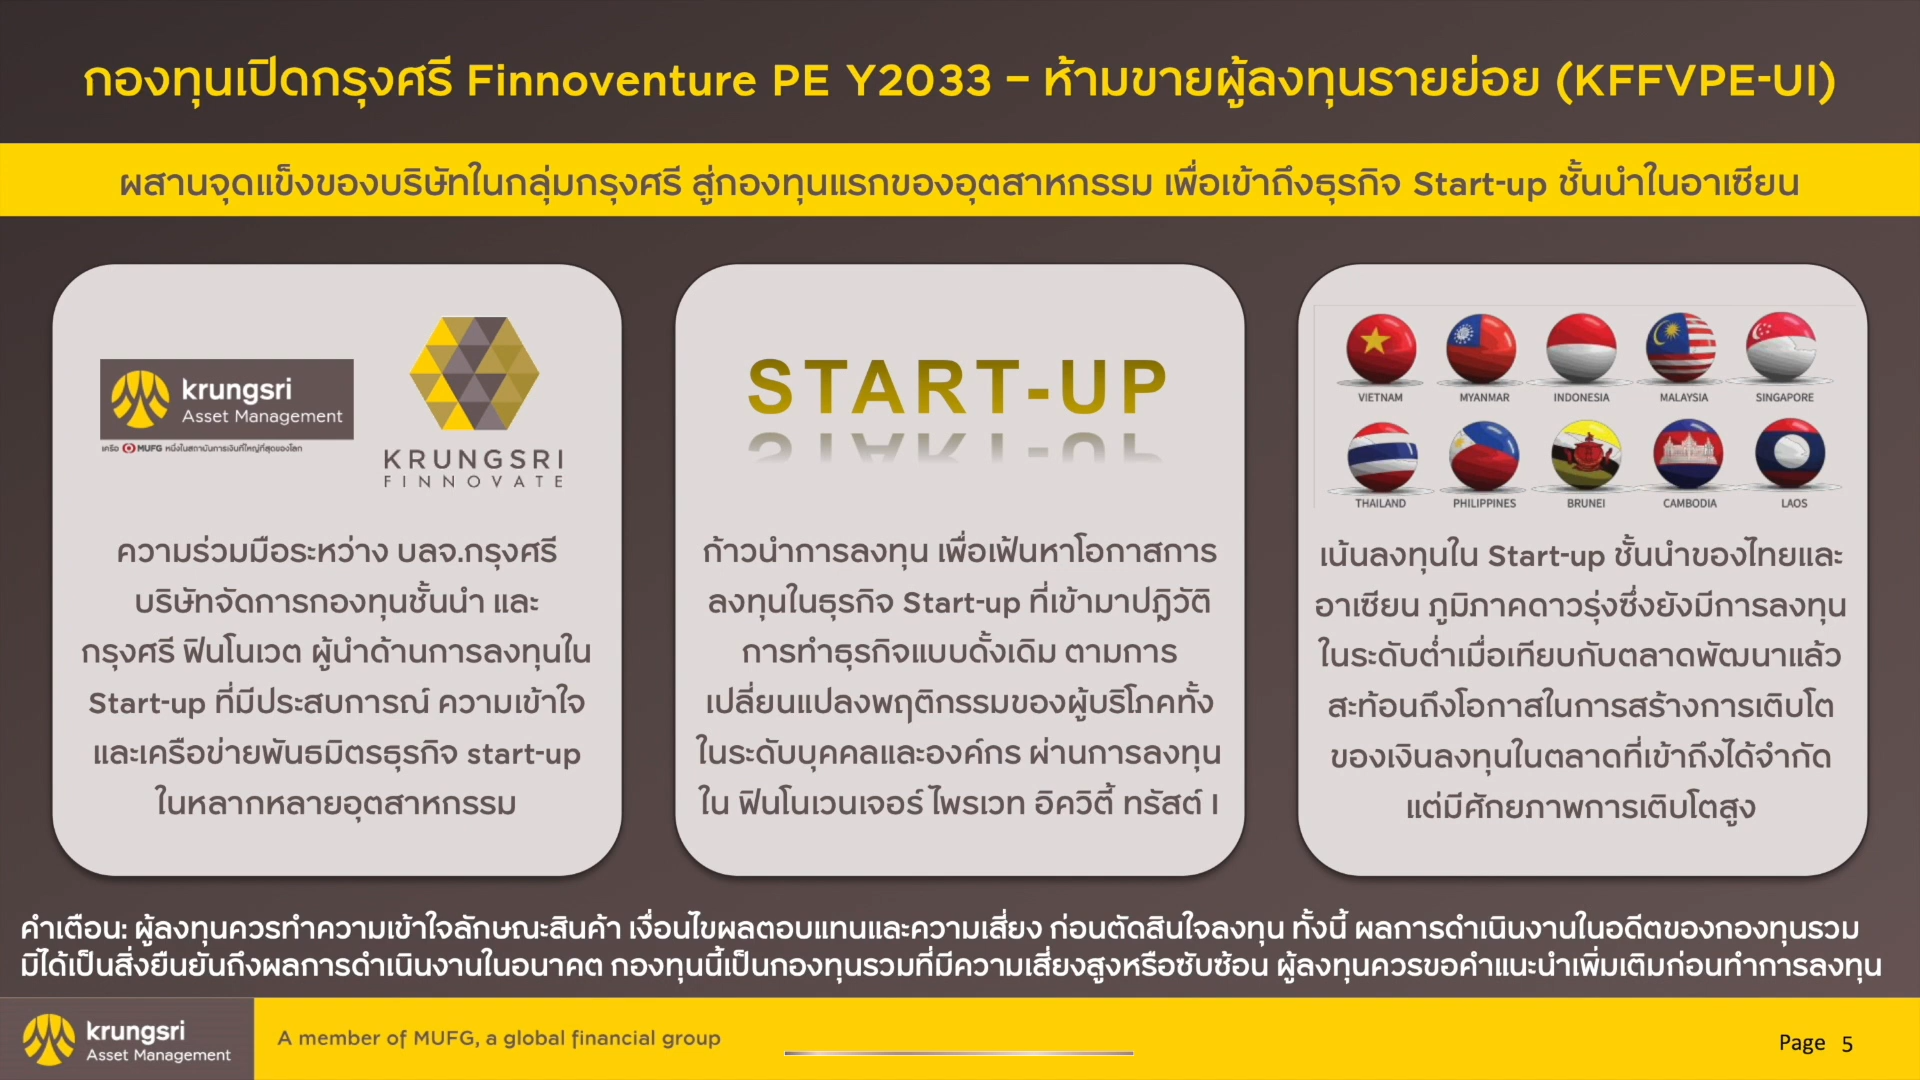 กองทุนเปิดกรุงศรี Finnoventure PE Y2033 – ห้ามขายผู้ลงทุนรายย่อย (KFFVPE-UI)
ผสานจุดแข็งของบริษัทในกลุ่มกรุงศรี สู่กองทุนแรกของอุตสาหกรรม เพื่อเข้าถึงธุรกิจ Start-up ชั้นนำในอาเซียน
krungsri
Asset Management
เครือ MUFG หนึ่งในสถาบันการเงินที่ใหญ่ที่สุดของโลก
KRUNGSRI
FINNOVATE
ความร่วมมือระหว่าง บลจ.กรุงศรี
บริษัทจัดการกองทุนชั้นนำ และ
กรุงศรี ฟินโนเวต ผู้นำด้านการลงทุนใน
Start-up ที่มีประสบการณ์ ความเข้าใจ
และเครือข่ายพันธมิตรธุรกิจ start-up
ในหลากหลายอุตสาหกรรม
START-UP
ก้าวนำการลงทุน เพื่อเฟ้นหาโอกาสการ
ลงทุนในธุรกิจ Start-up ที่เข้ามาปฏิวัติ
การทำธุรกิจแบบดั้งเดิม ตามการ
เปลี่ยนแปลงพฤติกรรมของผู้บริโภคทั้ง
ในระดับบุคคลและองค์กร ผ่านการลงทุน
ใน ฟินโนเวนเจอร์ ไพรเวท อิควิตี้ ทรัสต์ I
VIETNAM MYANMAR INDONESIA MALAYSIA SINGAPORE
THAILAND PHILIPPINES BRUNEI CAMBODIA LAOS
เน้นลงทุนใน Start-up ชั้นนำของไทยและ
อาเซียน ภูมิภาคดาวรุ่งซึ่งยังมีการลงทุน
ในระดับต่ำเมื่อเทียบกับตลาดพัฒนาแล้ว
สะท้อนถึงโอกาสในการสร้างการเติบโต
ของเงินลงทุนในตลาดที่เข้าถึงได้จำกัด
แต่มีศักยภาพการเติบโตสูง
คำเตือน: ผู้ลงทุนควรทำความเข้าใจลักษณะสินค้า เงื่อนไขผลตอบแทนและความเสี่ยง ก่อนตัดสินใจลงทุน ทั้งนี้ ผลการดำเนินงานในอดีตของกองทุนรวม
มิได้เป็นสิ่งยืนยันถึงผลการดำเนินงานในอนาคต กองทุนนี้เป็นกองทุนรวมที่มีความเสี่ยงสูงหรือซับซ้อน ผู้ลงทุนควรขอคำแนะนำเพิ่มเติมก่อนทำการลงทุน
krungsri
Asset Management
A member of MUFG, a global financial group
Page 5